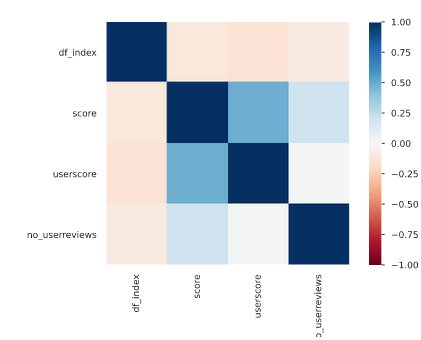 df_index
score
userscore
no_userreviews
df_index
score
userscore
o_userreviews
1.00
0.75
0.50
0.25
0.00
−0.25
−0.50
−0.75
−1.00